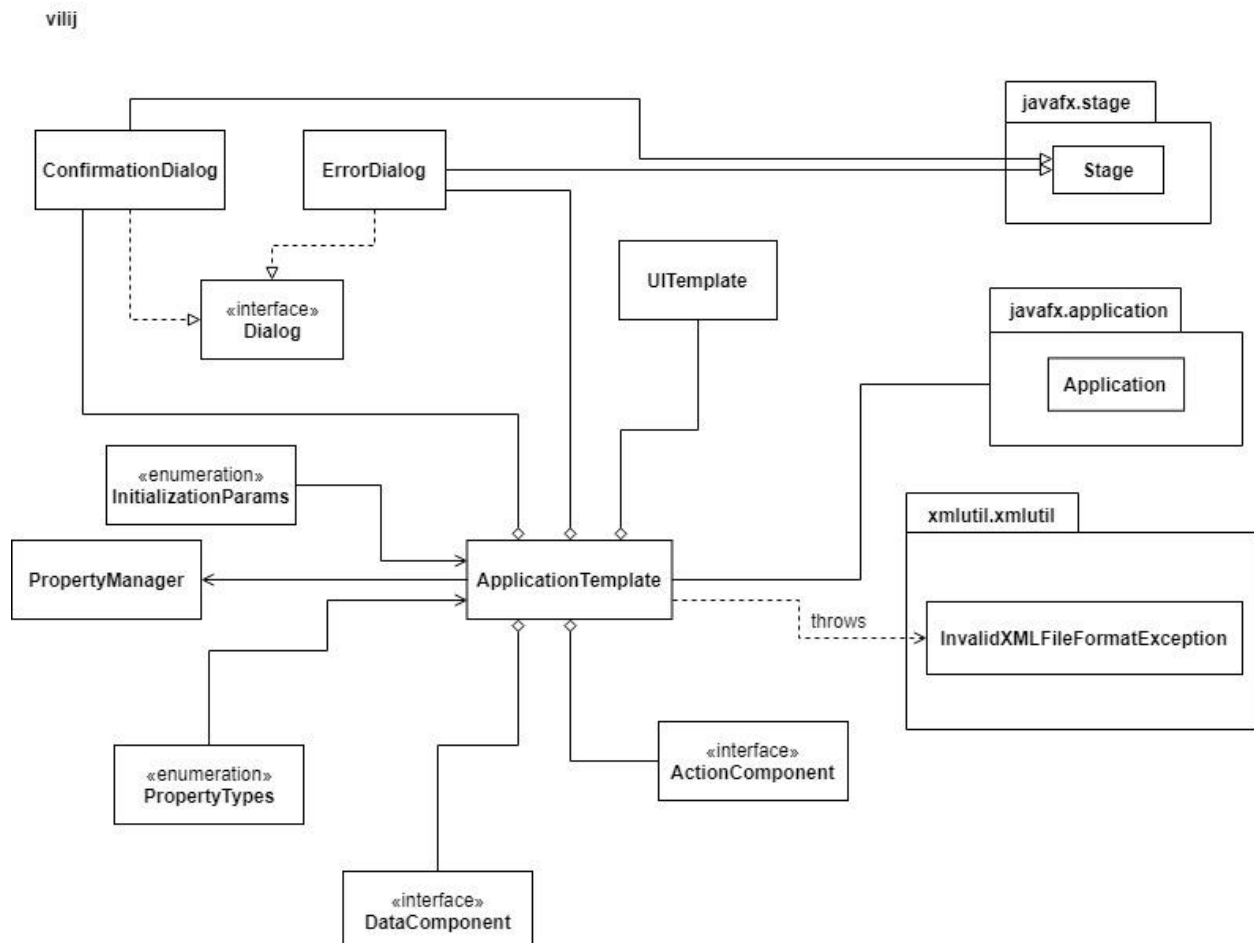 vilij
javafx.stage
ConfirmationDialog
ErrorDialog
Stage
UITemplate
«interface»
Dialog
javafx.application
Application
«enumeration»
InitializationParams
xmlutil.xmlutil
PropertyManager
ApplicationTemplate
throws
InvalidXMLFileFormatException
«enumeration»
PropertyTypes
«interface»
ActionComponent
«interface»
DataComponent